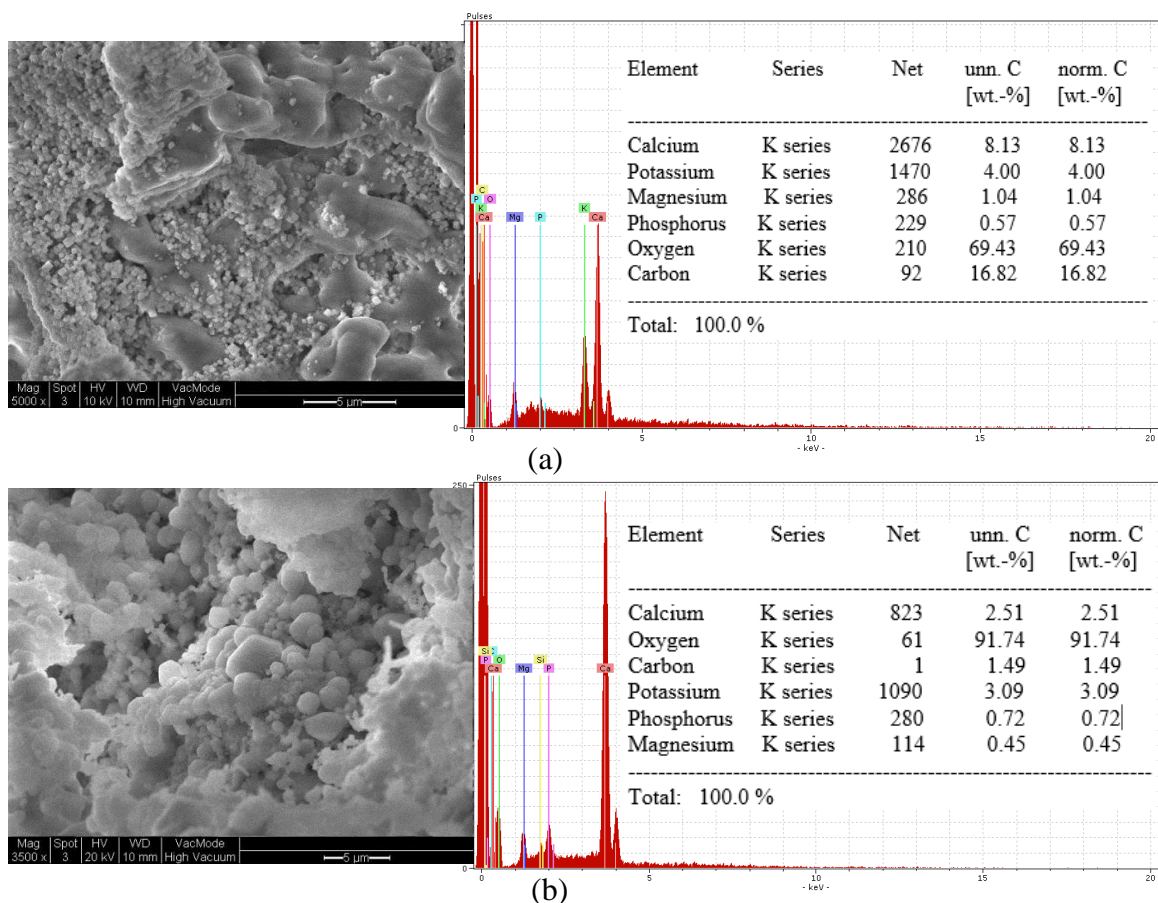 Pulses
Element Series Net unn. C norm. C
[wt.-%] [wt.-%]
Calcium K series 2676 8.13 8.13
Potassium K series 1470 4.00 4.00
Magnesium K series 286 1.04 1.04
Phosphorus K series 229 0.57 0.57
Oxygen K series 210 69.43 69.43
Carbon K series 92 16.82 16.82
Total: 100.0 %
C
P O
K K
Ca Mg P Ca
Mag Spot HV WD VacMode
5000 x 3 10 kV 10 mm High Vacuum 5 µm
0
0 5 10 15 20
- keV -
(a)
Pulses
250
Element Series Net unn. C norm. C
[wt.-%] [wt.-%]
Calcium K series 823 2.51 2.51
Oxygen K series 61 91.74 91.74
Carbon K series 1 1.49 1.49
Potassium K series 1090 3.09 3.09
Phosphorus K series 280 0.72 0.72
Magnesium K series 114 0.45 0.45
Total: 100.0 %
Si Si
P O
Ca Mg P Ca
Mag Spot HV WD VacMode
3500 x 3 20 kV 10 mm High Vacuum 5 µm
0
0 5 10 15 20
- keV -
(b)